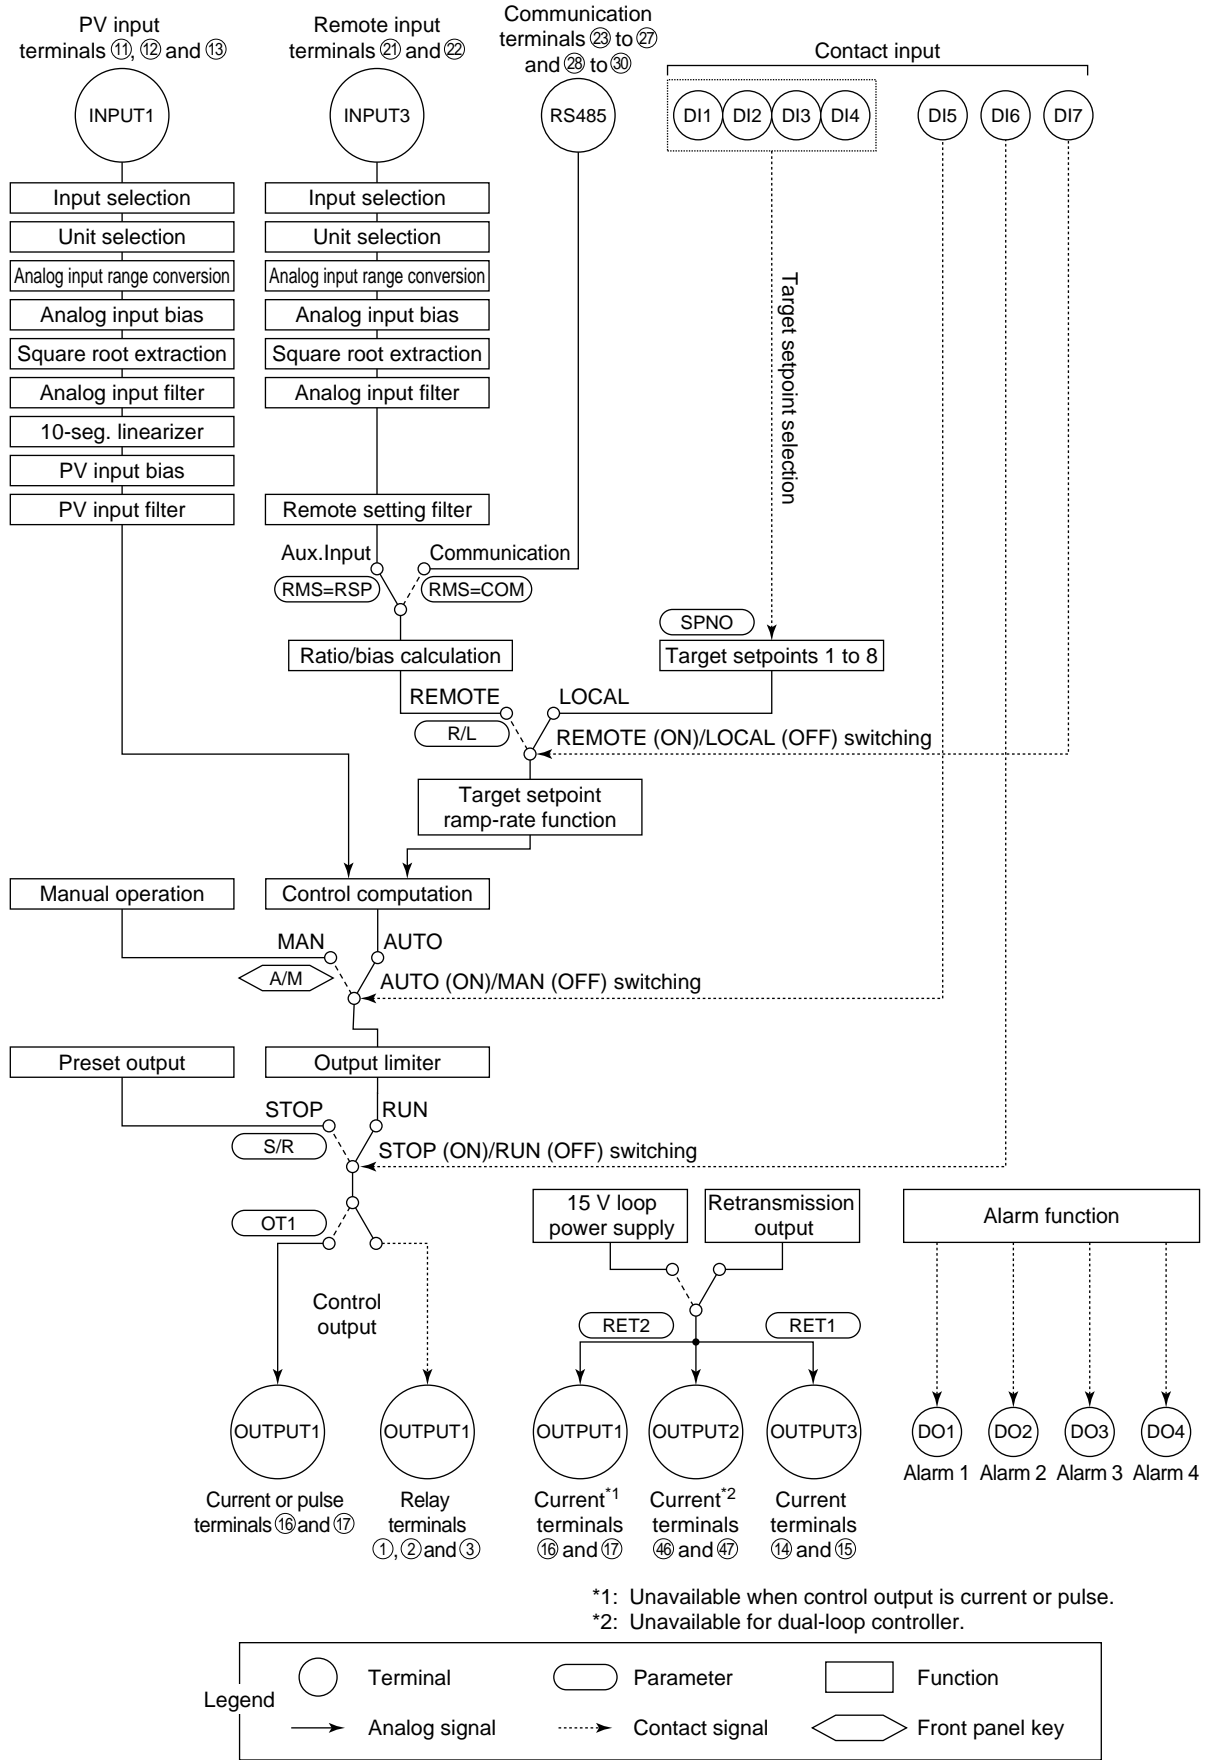 PV input
terminals ⑪, ⑫ and ⑬
Remote input
terminals ㉑ and ㉒
Communication
terminals ㉓ to ㉗
and ㉘ to ㉚
Contact input
INPUT1
INPUT3
RS485
DI1
DI2
DI3
DI4
DI5
DI6
DI7
Input selection
Unit selection
Analog input range conversion
Analog input bias
Square root extraction
Analog input filter
10-seg. linearizer
PV input bias
PV input filter
Input selection
Unit selection
Analog input range conversion
Analog input bias
Square root extraction
Analog input filter
Remote setting filter
Target setpoint selection
Aux.Input
Communication
RMS=RSP
RMS=COM
SPNO
Ratio/bias calculation
Target setpoints 1 to 8
REMOTE
LOCAL
R/L
REMOTE (ON)/LOCAL (OFF) switching
Target setpoint
ramp-rate function
Manual operation
Control computation
MAN
AUTO
A/M
AUTO (ON)/MAN (OFF) switching
Preset output
Output limiter
STOP
RUN
S/R
STOP (ON)/RUN (OFF) switching
OT1
15 V loop
power supply
Retransmission
output
Alarm function
Control
output
RET2
RET1
OUTPUT1
OUTPUT1
OUTPUT1
OUTPUT2
OUTPUT3
DO1
DO2
DO3
DO4
Alarm 1
Alarm 2
Alarm 3
Alarm 4
Current or pulse
terminals ⑯ and ⑰
Relay
terminals
①, ② and ③
Current*1
terminals
⑯ and ⑰
Current*2
terminals
㊻ and ㊼
Current
terminals
⑭ and ⑮
*1: Unavailable when control output is current or pulse.
*2: Unavailable for dual-loop controller.
Legend
Terminal
Parameter
Function
Analog signal
Contact signal
Front panel key